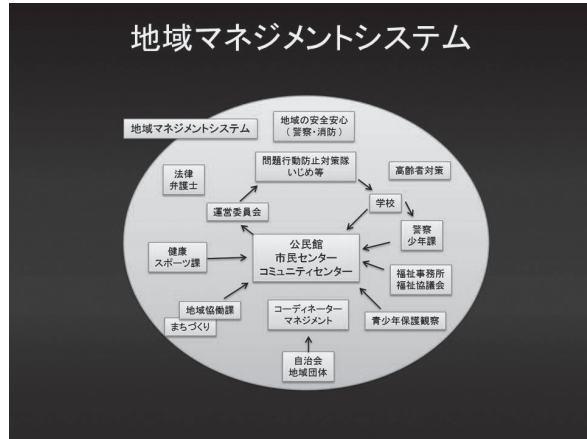 地域マネジメントシステム
地域マネジメントシステム
地域の安全安心
(警察・消防)
法律
弁護士
問題行動防止対策隊
いじめ等
高齢者対策
運営委員会
学校
警察
少年課
公民館
市民センター
コミュニティセンター
健康
スポーツ課
福祉事務所
福祉協議会
地域協働課
まちづくり
コーディネーター
マネジメント
青少年保護観察
自治会
地域団体